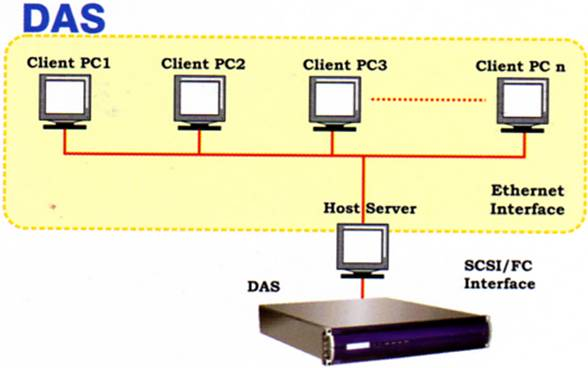 DAS
Client PC1
Client PC2
Client PC3
Client PC n
Ethernet
Interface
Host Server
SCSI/FC
Interface
DAS